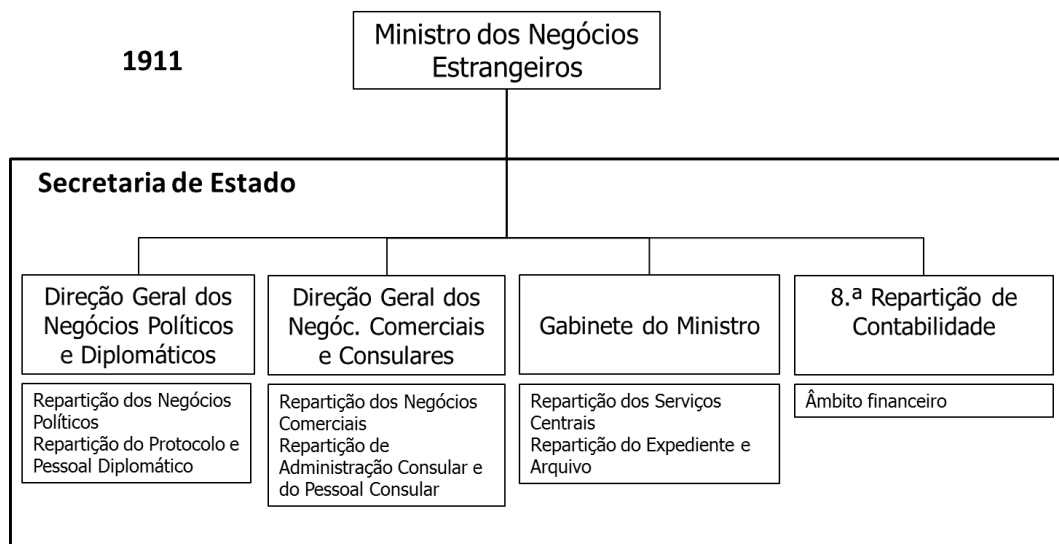 1911
Ministro dos Negócios
Estrangeiros
Secretaria de Estado
Direção Geral dos
Negócios Políticos
e Diplomáticos
Repartição dos Negócios
Políticos
Repartição do Protocolo e
Pessoal Diplomático
Direção Geral dos
Negóc. Comerciais
e Consulares
Repartição dos Negócios
Comerciais
Repartição de
Administração Consular e
do Pessoal Consular
Gabinete do Ministro
Repartição dos Serviços
Centrais
Repartição do Expediente e
Arquivo
8.ª Repartição de
Contabilidade
Âmbito financeiro